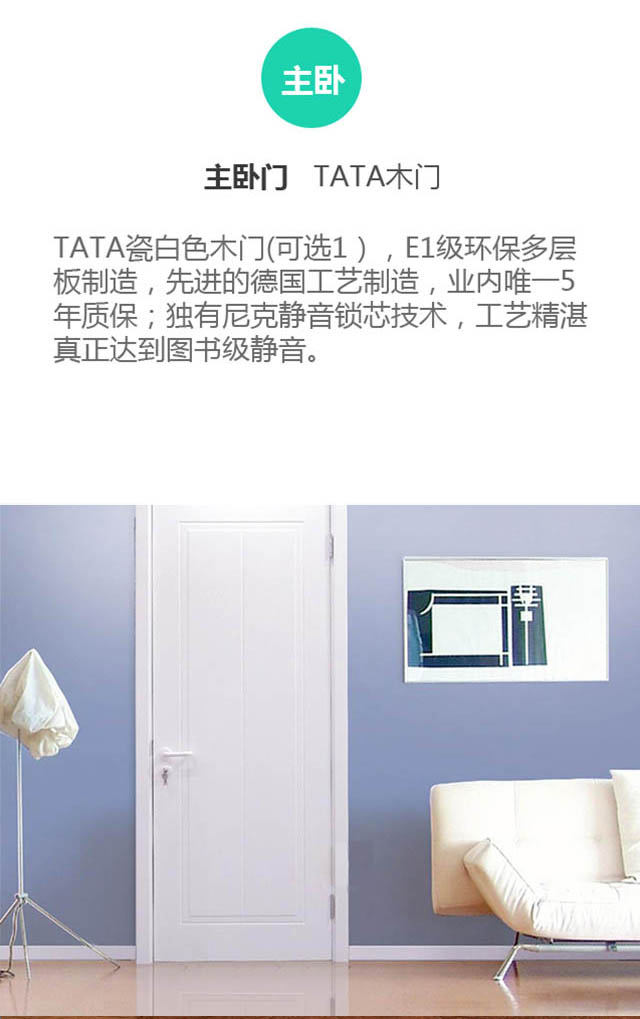 主卧
主卧门 TATA木门
TATA瓷白色木门(可选1），E1级环保多层
板制造，先进的德国工艺制造，业内唯一5
年质保；独有尼克静音锁芯技术，工艺精湛
真正达到图书级静音。